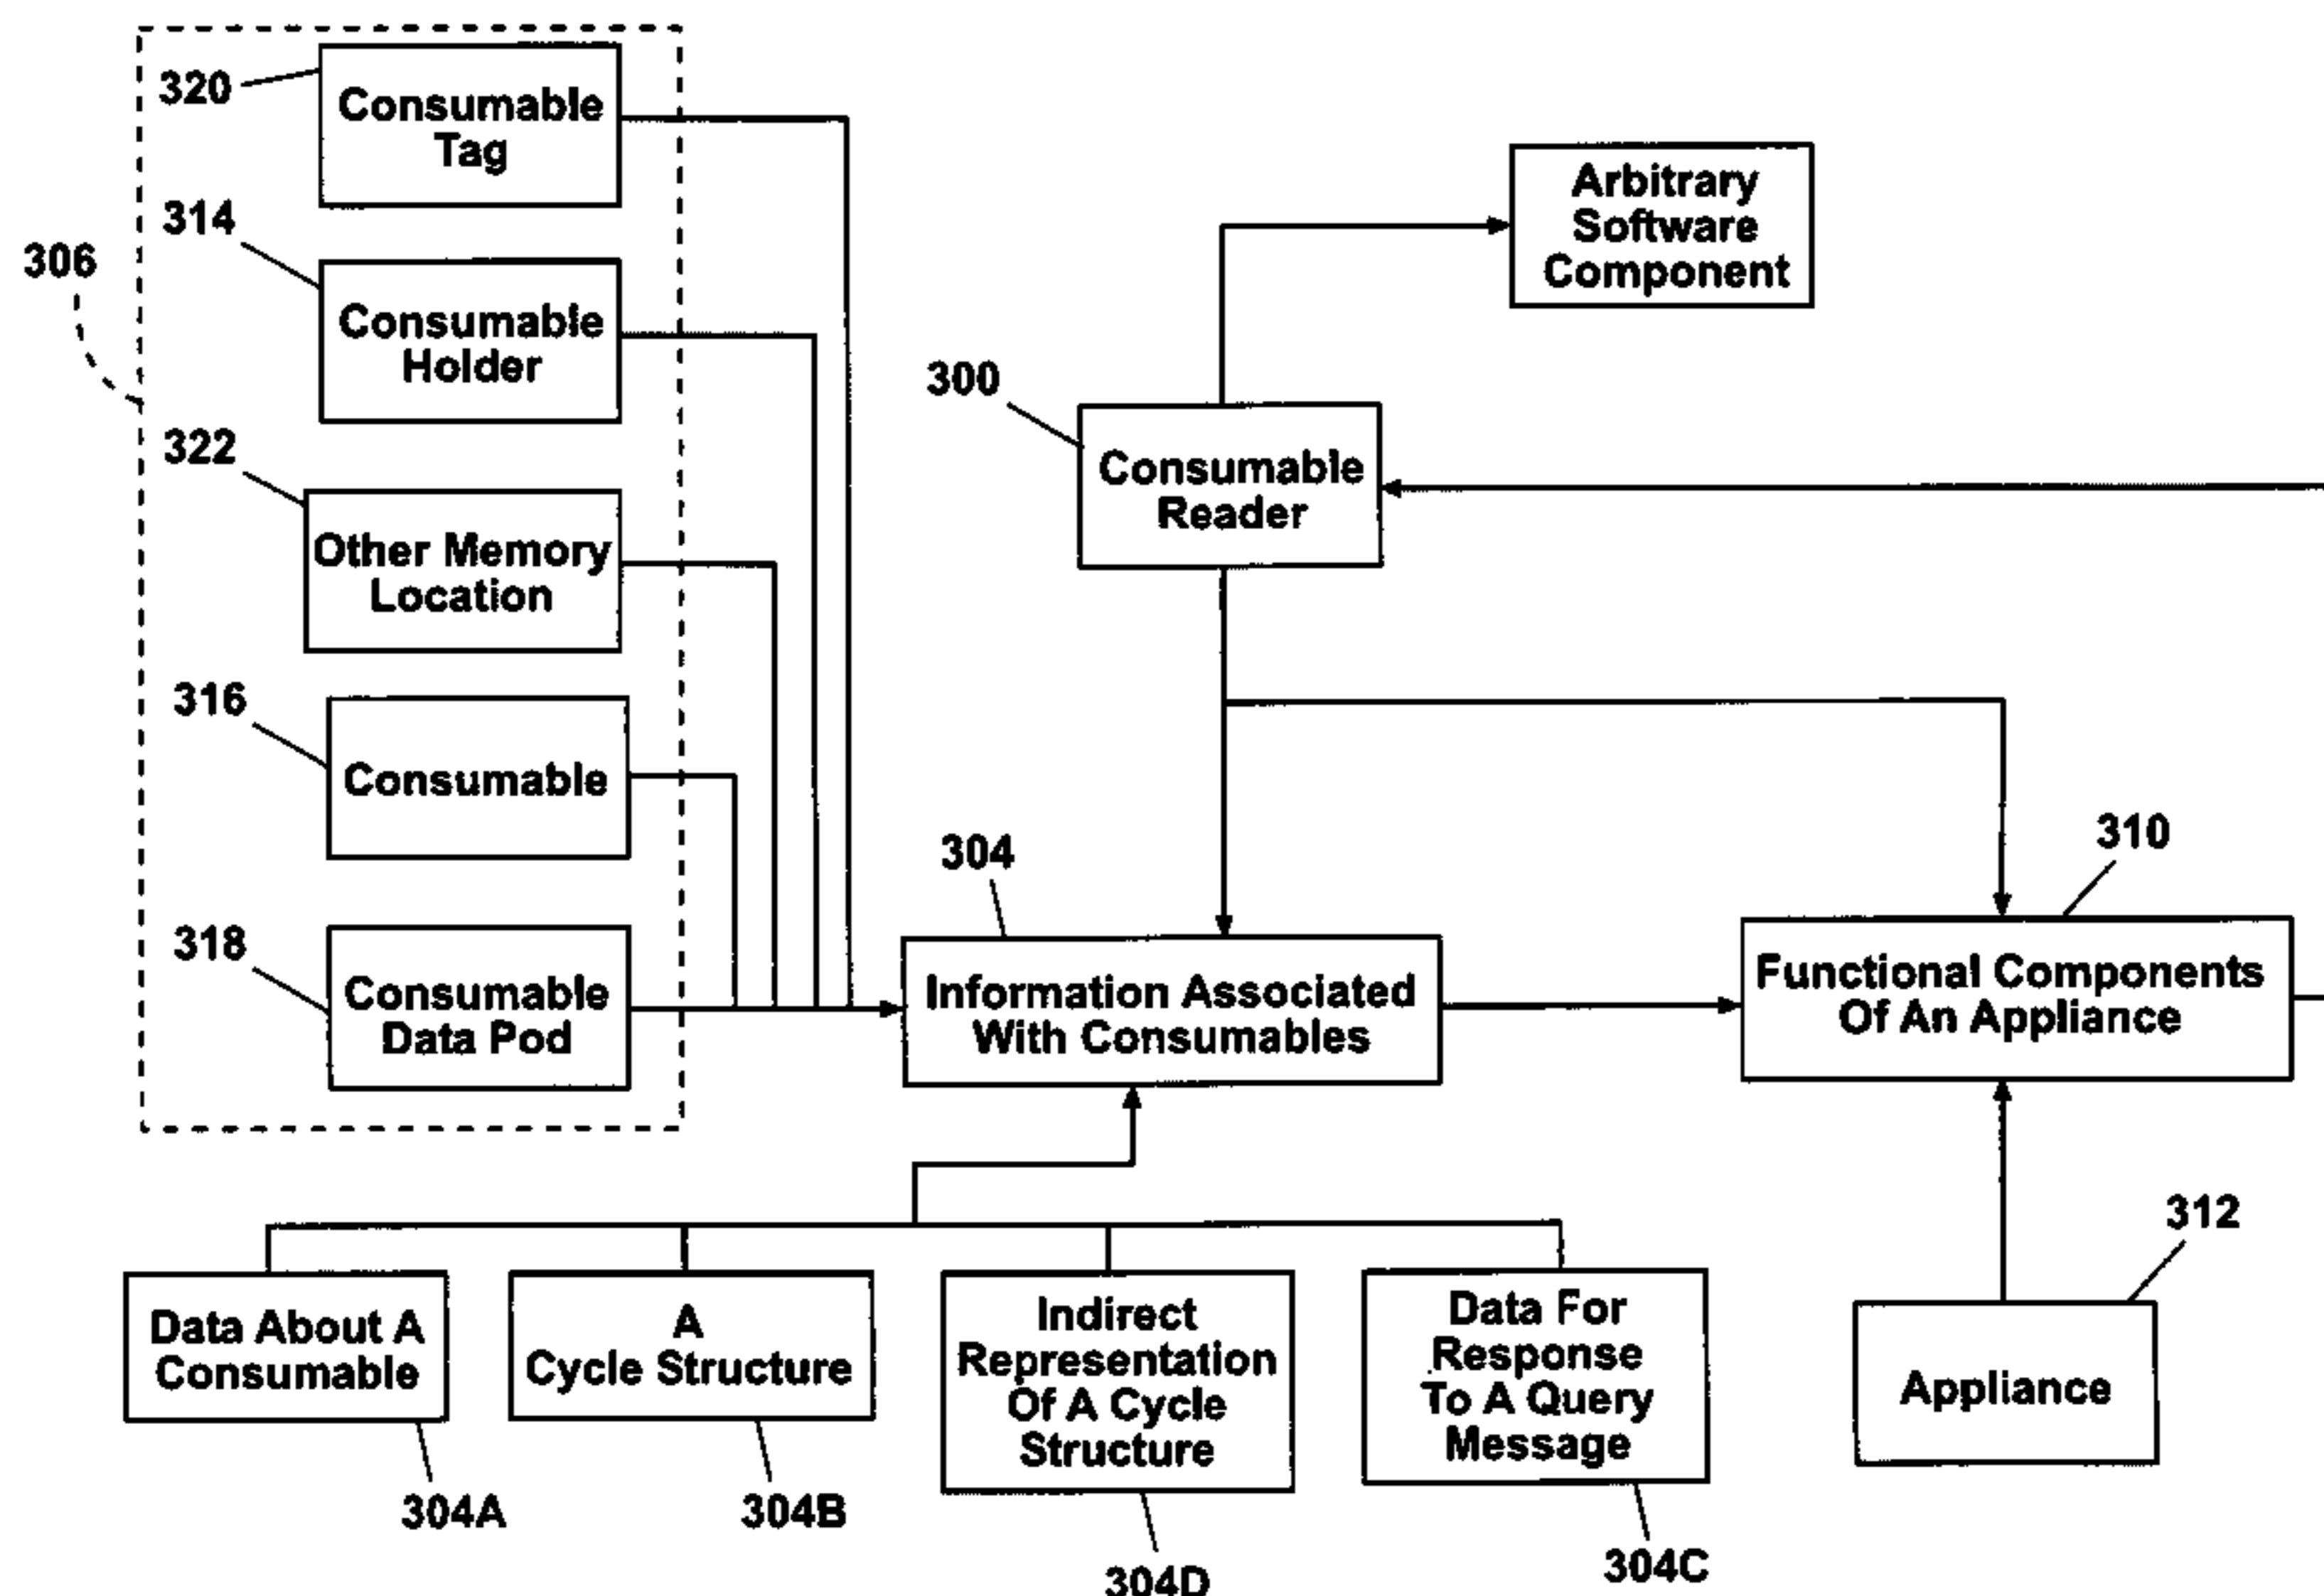 320
Consumable
Tag
314
306
Consumable
Holder
322
Other Memory
Location
316
Consumable
318
Consumable
Data Pod
Arbitrary
Software
Component
300
Consumable
Reader
304
Information Associated
With Consumables
310
Functional Components
Of An Appliance
312
Appliance
Data About A
Consumable
304A
A
Cycle Structure
304B
Indirect
Representation
Of A Cycle
Structure
304D
Data For
Response
To A Query
Message
304C